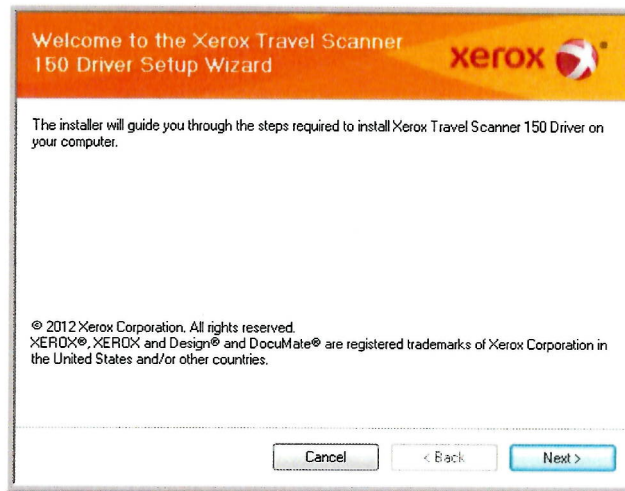 Welcome to the Xerox Travel Scanner
150 Driver Setup Wizard
xerox
The installer will guide you through the steps required to install Xerox Travel Scanner 150 Driver on
your computer.
© 2012 Xerox Corporation. All rights reserved.
XEROX®, XEROX and Design® and DocuMate® are registered trademarks of Xerox Corporation in
the United States and/or other countries.
Cancel < Back Next >